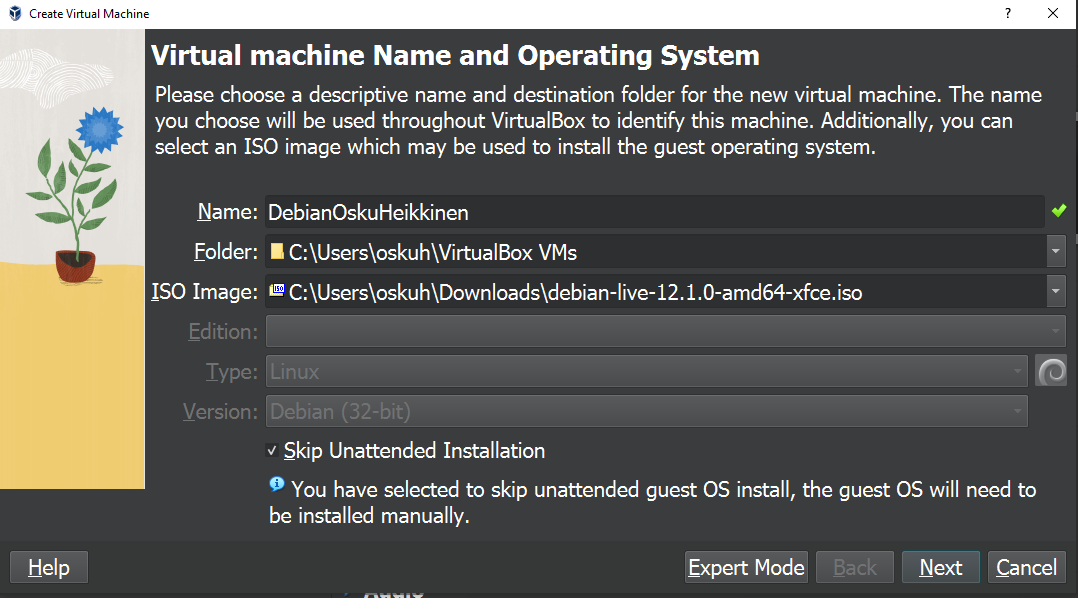 Create Virtual Machine
?
Virtual machine Name and Operating System
Please choose a descriptive name and destination folder for the new virtual machine. The name
you choose will be used throughout VirtualBox to identify this machine. Additionally, you can
select an ISO image which may be used to install the guest operating system.
Name: DebianOskuHeikkinen
Folder: C:\Users\oskuh\VirtualBox VMs
ISO Image: ISO C:\Users\oskuh\Downloads\debian-live-12.1.0-amd64-xfce.iso
Edition:
Type: Linux
Version: Debian (32-bit)
Skip Unattended Installation
You have selected to skip unattended guest OS install, the guest OS will need to
be installed manually.
Help Expert Mode Back Next Cancel
Audio